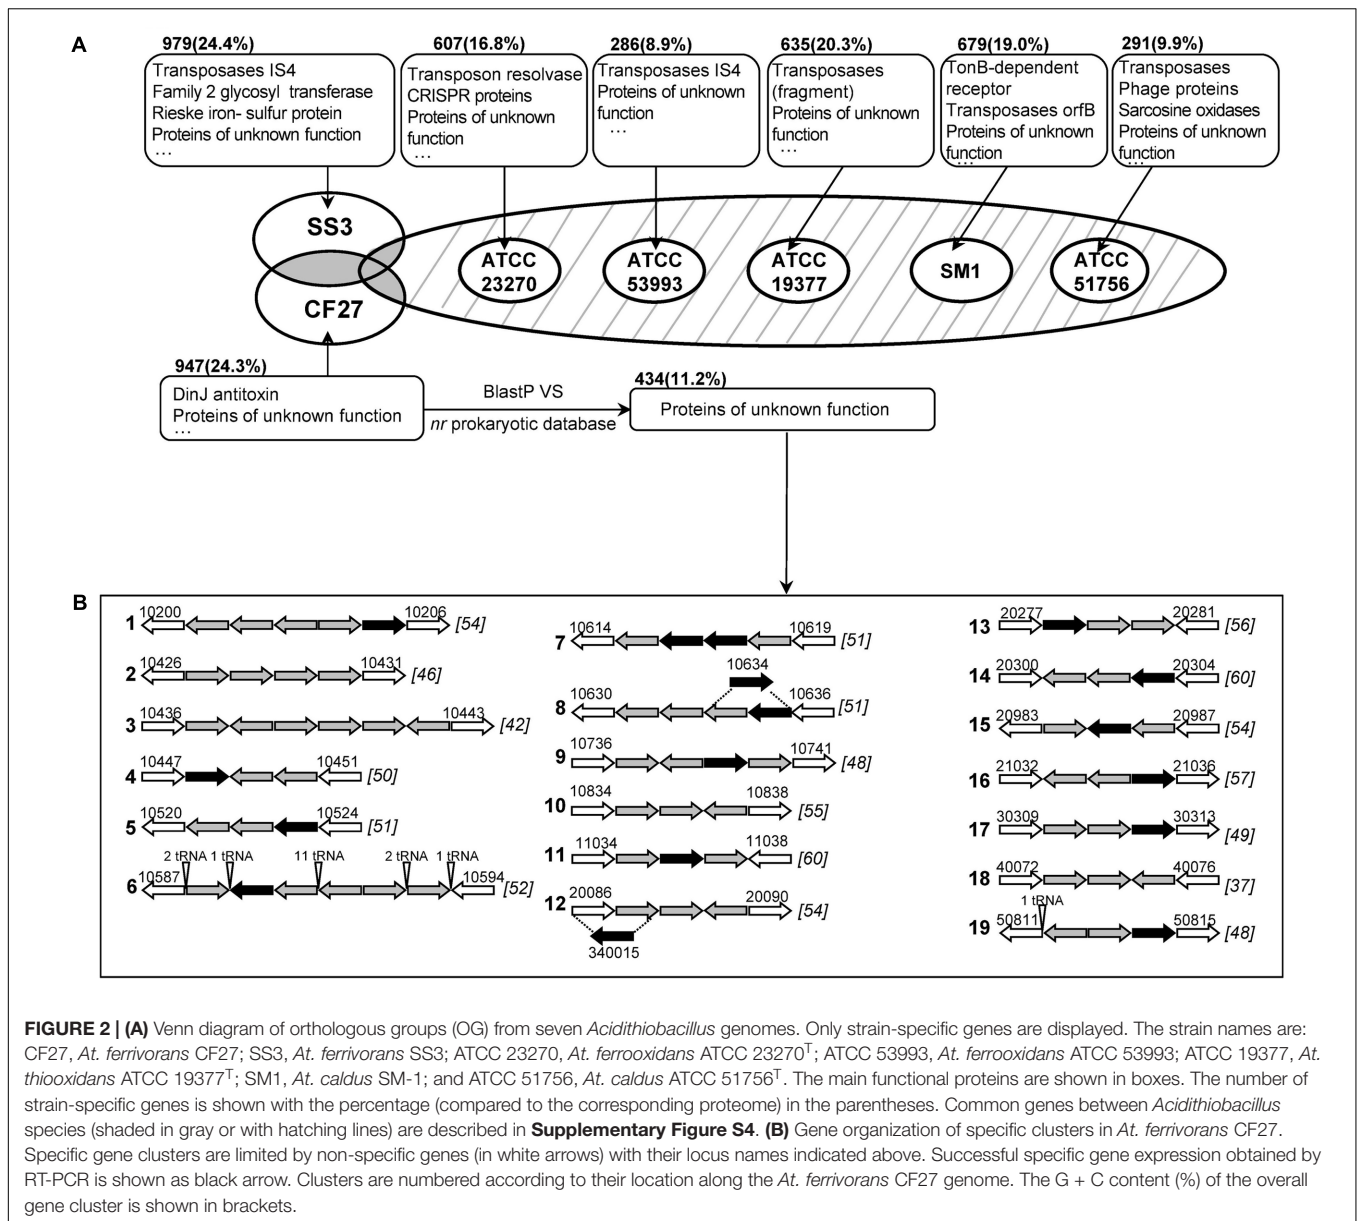 A
979(24.4%)
Transposases IS4
Family 2 glycosyl transferase
Rieske iron- sulfur protein
Proteins of unknown function
...
607(16.8%)
Transposon resolvase
CRISPR proteins
Proteins of unknown
function
...
286(8.9%)
Transposases IS4
Proteins of unknown
function
...
635(20.3%)
Transposases
(fragment)
Proteins of unknown
function
...
679(19.0%)
TonB-dependent
receptor
Transposases orfB
Proteins of unknown
function
...
291(9.9%)
Transposases
Phage proteins
Sarcosine oxidases
Proteins of unknown
function
...
SS3
CF27
ATCC
23270
ATCC
53993
ATCC
19377
SM1
ATCC
51756
947(24.3%)
DinJ antitoxin
Proteins of unknown function
...
BlastP VS
nr prokaryotic database
434(11.2%)
Proteins of unknown function
B
1 10200 10206 [54]
2 10426 10431 [46]
3 10436 10443 [42]
4 10447 10451 [50]
5 10520 10524 [51]
2 tRNA 1 tRNA 11 tRNA 2 tRNA 1 tRNA
6 10587 10594 [52]
7 10614 10619 [51]
10634
8 10630 10636 [51]
9 10736 10741 [48]
10 10834 10838 [55]
11 11034 11038 [60]
12 20086 20090 [54]
340015
13 20277 20281 [56]
14 20300 20304 [60]
15 20983 20987 [54]
16 21032 21036 [57]
17 30309 30313 [49]
18 40072 40076 [37]
1 tRNA
19 50811 50815 [48]
FIGURE 2 | (A) Venn diagram of orthologous groups (OG) from seven Acidithiobacillus genomes. Only strain-specific genes are displayed. The strain names are:
CF27, At. ferrivorans CF27; SS3, At. ferrivorans SS3; ATCC 23270, At. ferrooxidans ATCC 23270T; ATCC 53993, At. ferrooxidans ATCC 53993; ATCC 19377, At.
thiooxidans ATCC 19377T; SM1, At. caldus SM-1; and ATCC 51756, At. caldus ATCC 51756T. The main functional proteins are shown in boxes. The number of
strain-specific genes is shown with the percentage (compared to the corresponding proteome) in the parentheses. Common genes between Acidithiobacillus
species (shaded in gray or with hatching lines) are described in Supplementary Figure S4. (B) Gene organization of specific clusters in At. ferrivorans CF27.
Specific gene clusters are limited by non-specific genes (in white arrows) with their locus names indicated above. Successful specific gene expression obtained by
RT-PCR is shown as black arrow. Clusters are numbered according to their location along the At. ferrivorans CF27 genome. The G + C content (%) of the overall
gene cluster is shown in brackets.